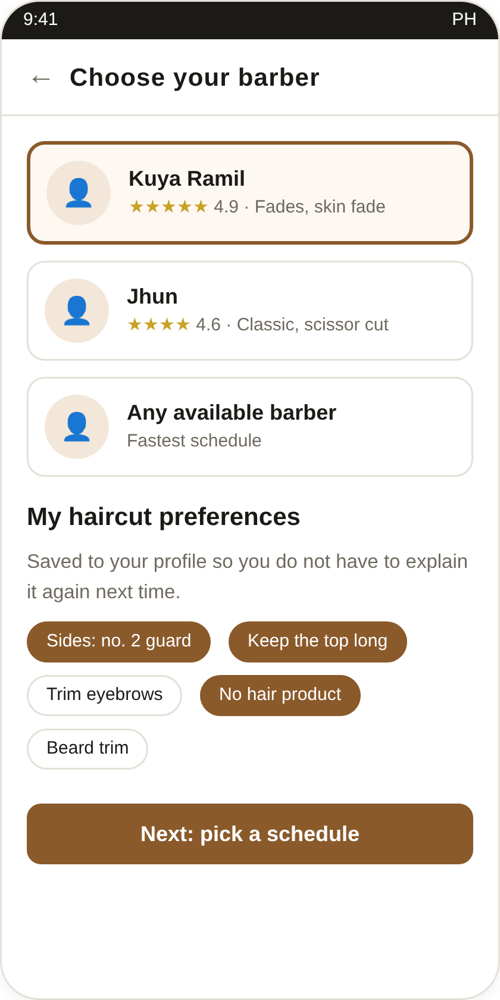 9:41 PH
← Choose your barber
Kuya Ramil
★★★★★ 4.9 · Fades, skin fade
Jhun
★★★★ 4.6 · Classic, scissor cut
Any available barber
Fastest schedule
My haircut preferences
Saved to your profile so you do not have to explain
it again next time.
Sides: no. 2 guard
Keep the top long
Trim eyebrows
No hair product
Beard trim
Next: pick a schedule